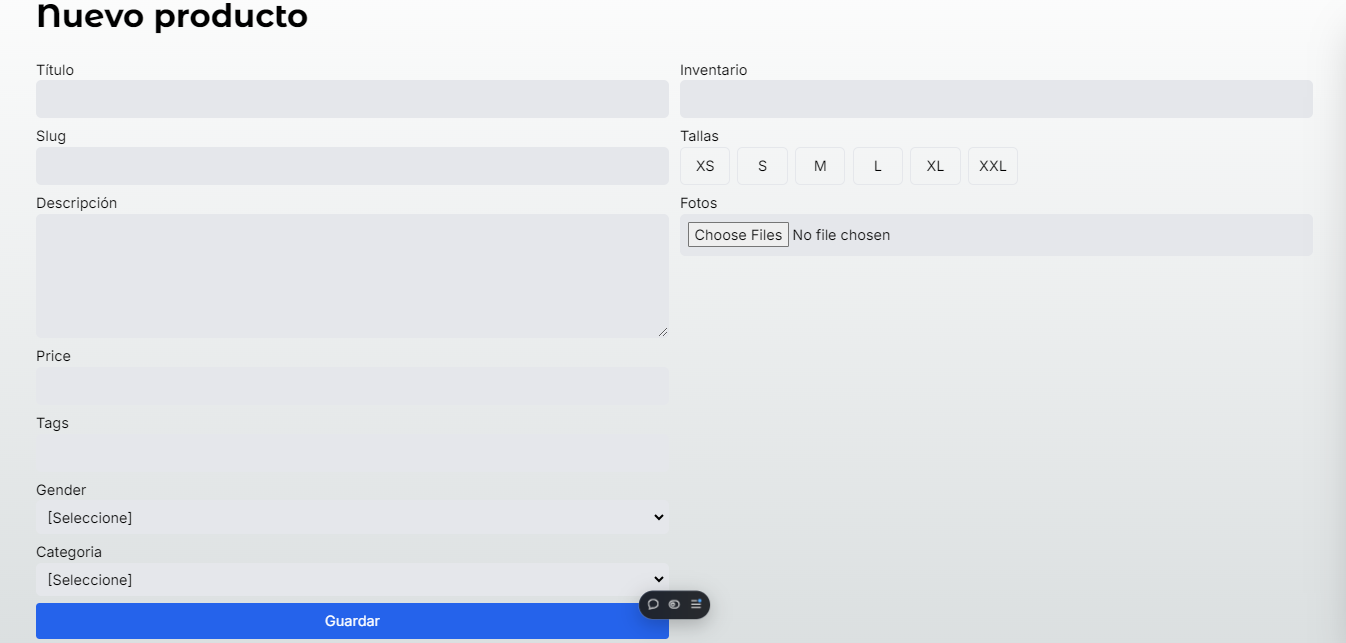 Nuevo producto
Título
Slug
Descripción
Price
Tags
Gender
[Seleccione]
Categoria
[Seleccione]
Guardar
Inventario
Tallas
XS S M L XL XXL
Fotos
Choose Files No file chosen